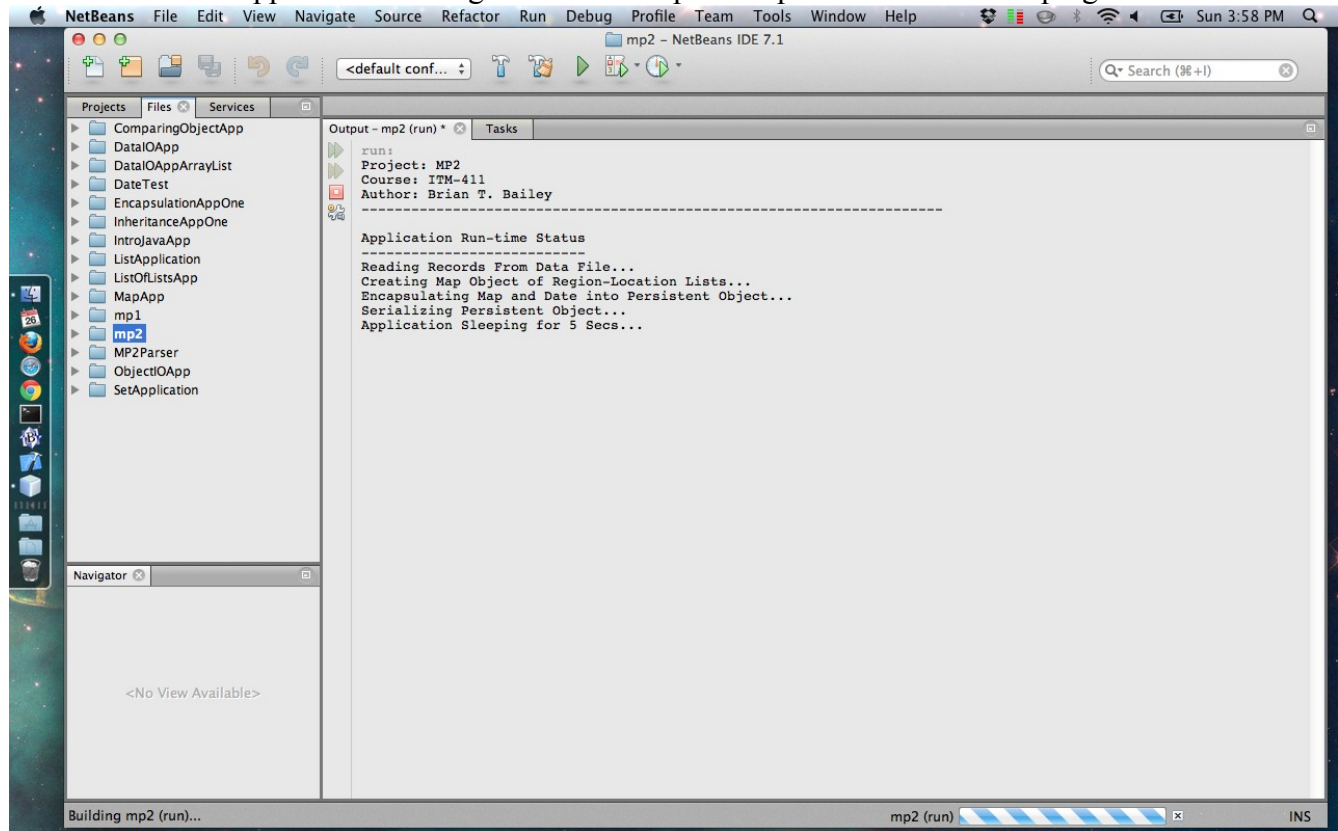 NetBeans File Edit View Navigate Source Refactor Run Debug Profile Team Tools Window Help Sun 3:58 PM
mp2 – NetBeans IDE 7.1
<default conf...
Search (⌘+I)
Projects Files Services
ComparingObjectApp
DataIOApp
DataIOAppArrayList
DateTest
EncapsulationAppOne
InheritanceAppOne
IntroJavaApp
ListApplication
ListOfListsApp
MapApp
mp1
mp2
MP2Parser
ObjectIOApp
SetApplication
Output – mp2 (run) * Tasks
run:
Project: MP2
Course: ITM-411
Author: Brian T. Bailey
----------------------------------------------------------------------
Application Run-time Status
---------------------------
Reading Records From Data File...
Creating Map Object of Region-Location Lists...
Encapsulating Map and Date into Persistent Object...
Serializing Persistent Object...
Application Sleeping for 5 Secs...
26
Navigator
<No View Available>
Building mp2 (run)... mp2 (run) INS